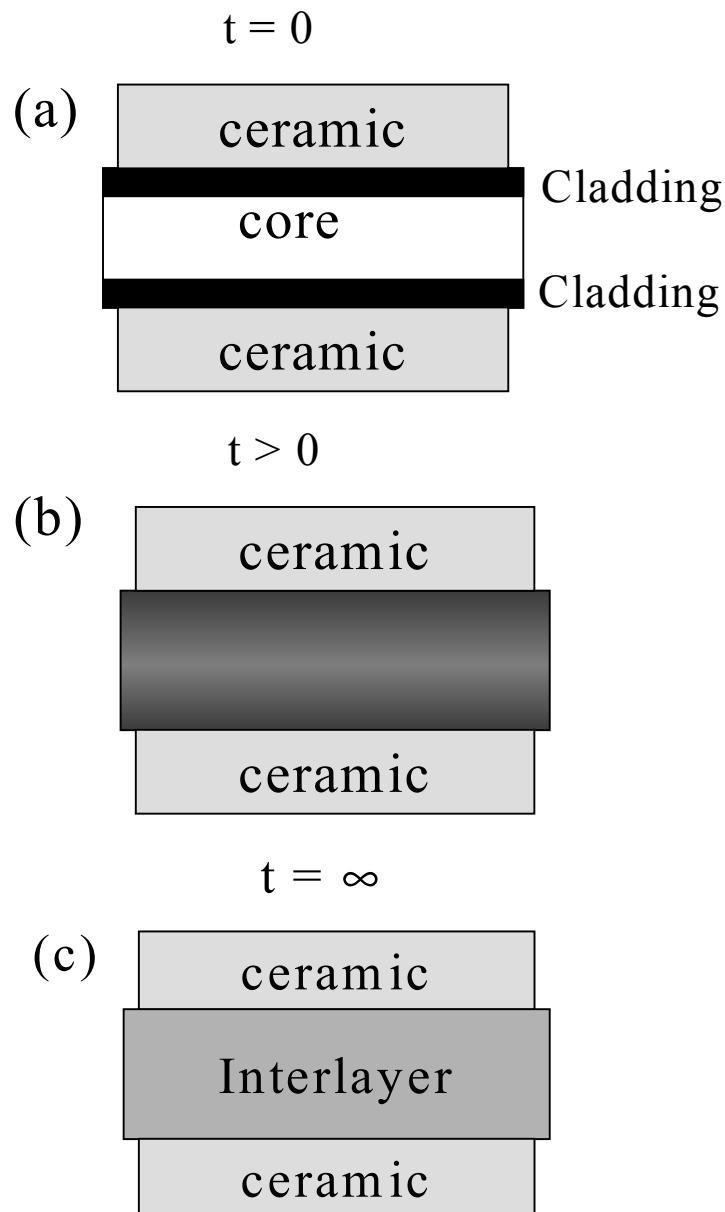 t = 0
(a)
ceramic
Cladding
core
Cladding
ceramic
t > 0
(b)
ceramic
ceramic
t = ∞
(c)
ceramic
Interlayer
ceramic